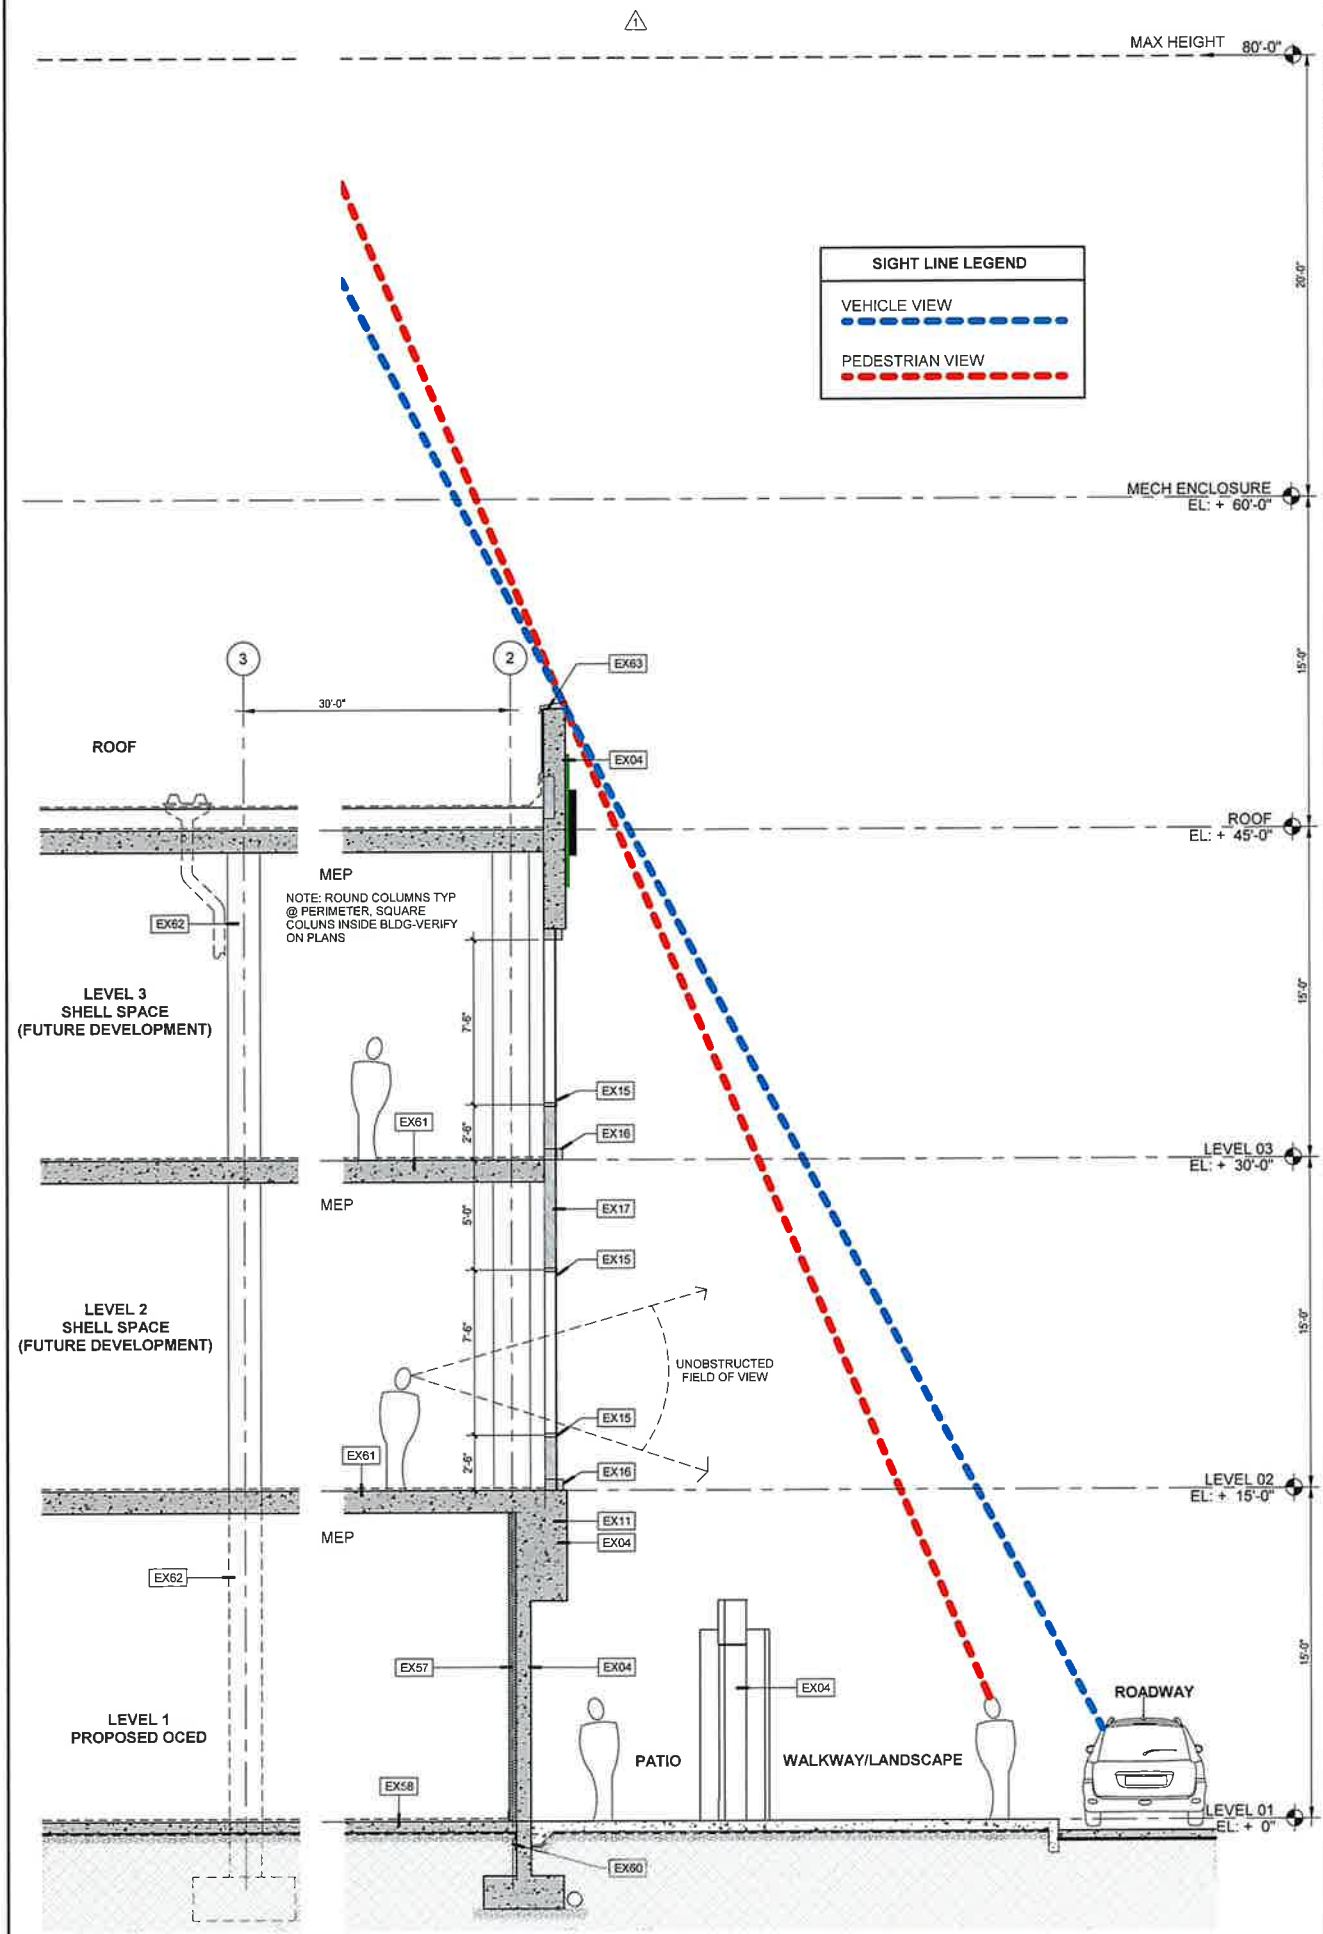 1
MAX HEIGHT 80'-0"
SIGHT LINE LEGEND
VEHICLE VIEW
PEDESTRIAN VIEW
20'-0"
MECH ENCLOSURE
EL: + 60'-0"
3
2
EX63
15'-0"
30'-0"
ROOF
EX04
ROOF
EL: + 45'-0"
MEP
NOTE: ROUND COLUMNS TYP
@ PERIMETER, SQUARE
COLUNS INSIDE BLDG-VERIFY
ON PLANS
EX62
LEVEL 3
SHELL SPACE
(FUTURE DEVELOPMENT)
7'-6"
15'-0"
EX15
EX61
2'-6"
EX16
LEVEL 03
EL: + 30'-0"
MEP
5'-0"
EX17
EX15
LEVEL 2
SHELL SPACE
(FUTURE DEVELOPMENT)
7'-6"
15'-0"
UNOBSTRUCTED
FIELD OF VIEW
EX15
EX61
2'-6"
EX16
LEVEL 02
EL: + 15'-0"
EX11
MEP
EX04
EX62
EX57
EX04
15'-0"
EX04
ROADWAY
LEVEL 1
PROPOSED OCED
PATIO
WALKWAY/LANDSCAPE
EX58
LEVEL 01
EL: + 0"
EX60